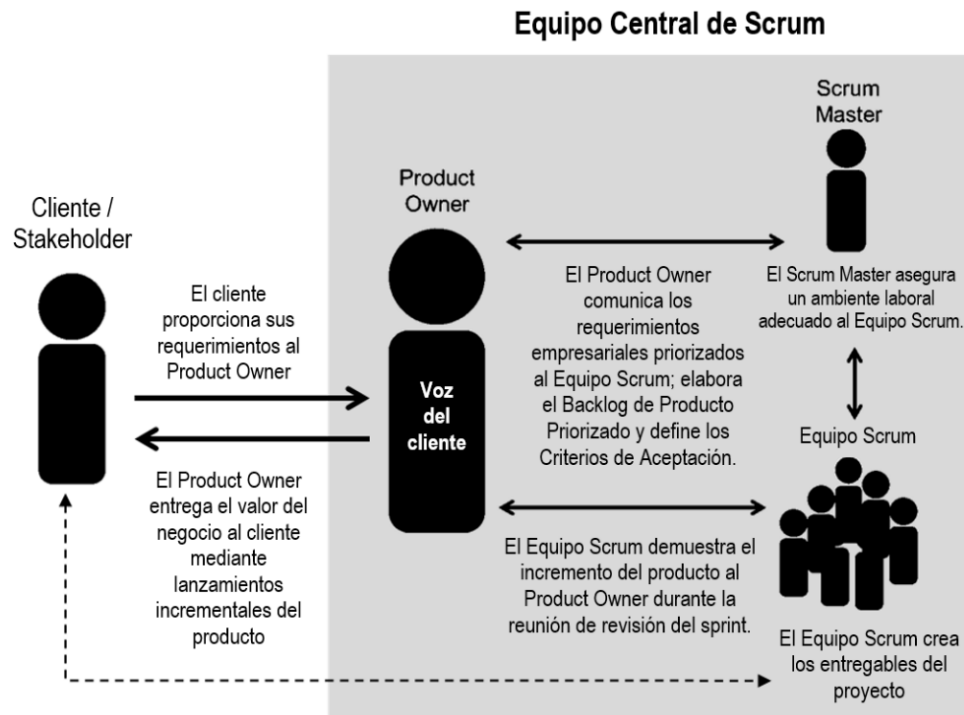 Equipo Central de Scrum
Cliente /
Stakeholder
El cliente
proporciona sus
requerimientos al
Product Owner
El Product Owner
entrega el valor del
negocio al cliente
mediante
lanzamientos
incrementales del
producto
Product
Owner
Voz
del
cliente
El Product Owner
comunica los
requerimientos
empresariales priorizados
al Equipo Scrum; elabora
el Backlog de Producto
Priorizado y define los
Criterios de Aceptación.
El Equipo Scrum demuestra el
incremento del producto al
Product Owner durante la
reunión de revisión del sprint.
Scrum
Master
El Scrum Master asegura
un ambiente laboral
adecuado al Equipo Scrum.
Equipo Scrum
El Equipo Scrum crea
los entregables del
proyecto